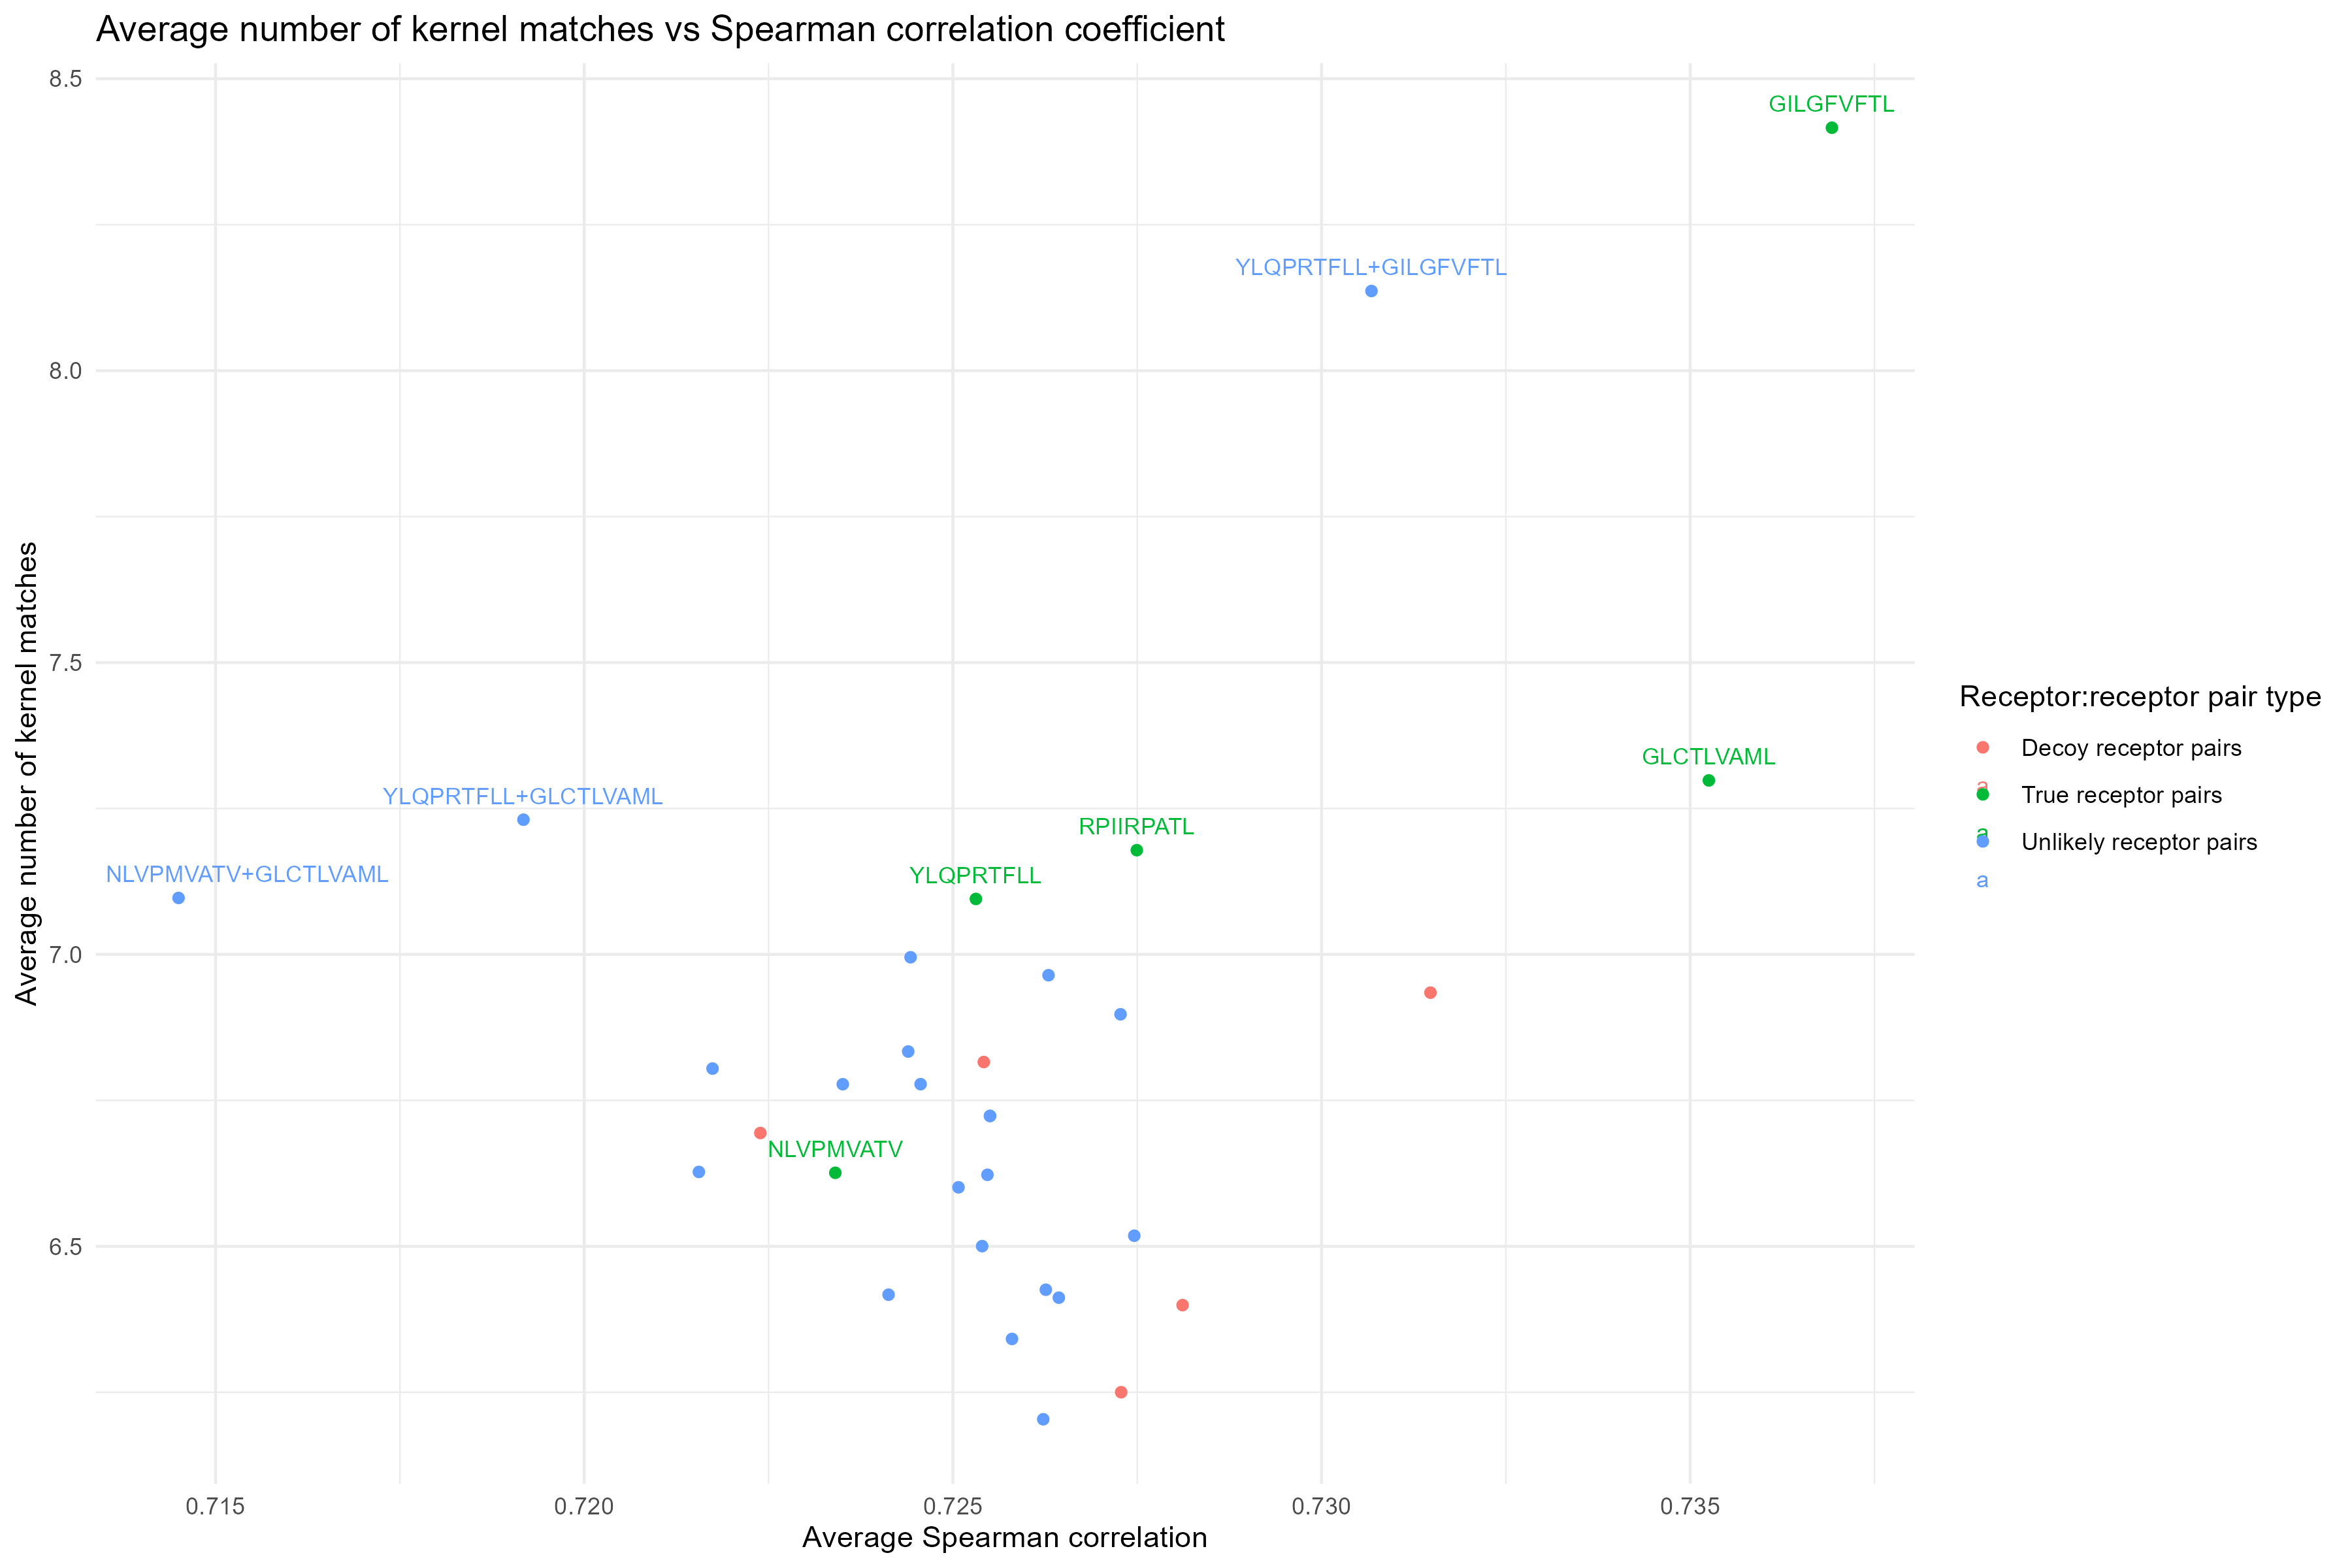 Average number of kernel matches vs Spearman correlation coefficient
8.5
GILGFVFTL
YLQPRTFLL+GILGFVFTL
8.0
7.5
GLCTLVAML
YLQPRTFLL+GLCTLVAML
RPIIRPATL
NLVPMVATV+GLCTLVAML
YLQPRTFLL
7.0
NLVPMVATV
6.5
Average number of kernel matches
0.715
0.720
0.725
0.730
0.735
Average Spearman correlation
Receptor:receptor pair type
Decoy receptor pairs
a
True receptor pairs
a
Unlikely receptor pairs
a